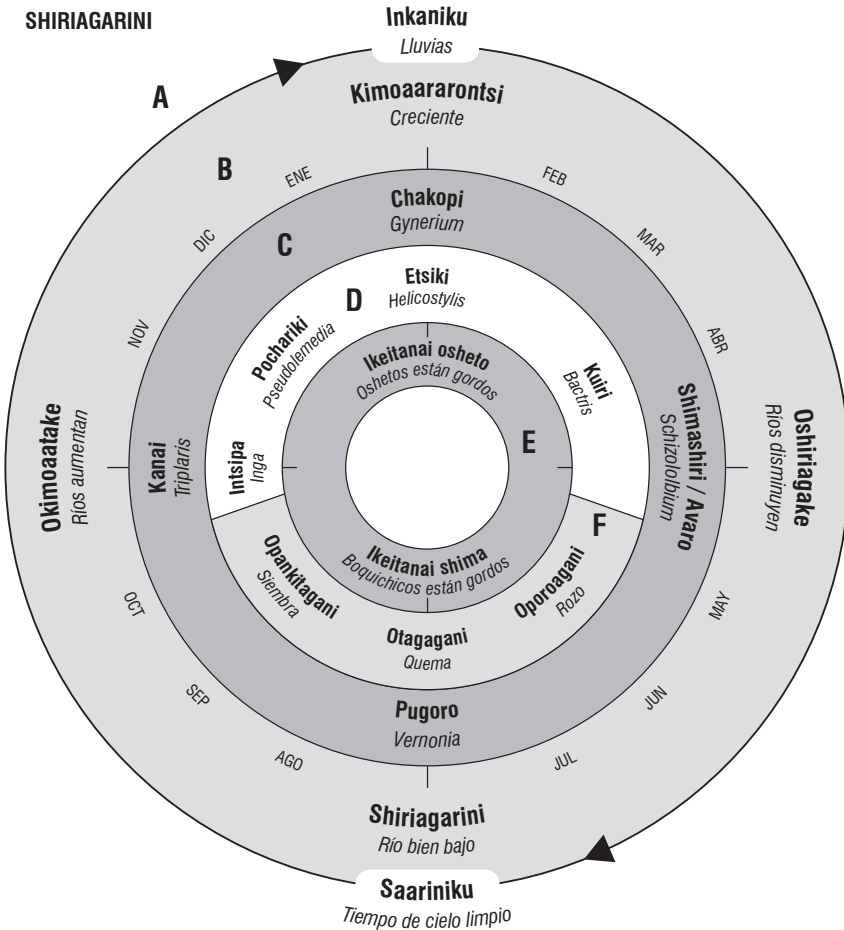 SHIRIAGARINI
Inkaniku
Lluvias
A
Kimoaararontsi
Creciente
B
ENE
FEB
DIC
MAR
Chakopi
Gynerium
C
NOV
ABR
Etsiki
Helicostylis
D
Pochariki
Pseudolemedia
Kuiri
Bactris
Intsipa
Inga
Ikeitanai osheto
Oshetos están gordos
E
Okimoaatake
Ríos aumentan
Kanai
Triplaris
Shimashiri / Avaro
Schizololbium
Oshiriagake
Ríos disminuyen
F
Ikeitanai shima
Boquichicos están gordos
Opankitagani
Siembra
Otagagani
Quema
Oporoagani
Rozo
OCT
MAY
SEP
JUN
Pugoro
Vernonia
AGO
JUL
Shiriagarini
Río bien bajo
Saariniku
Tiempo de cielo limpio